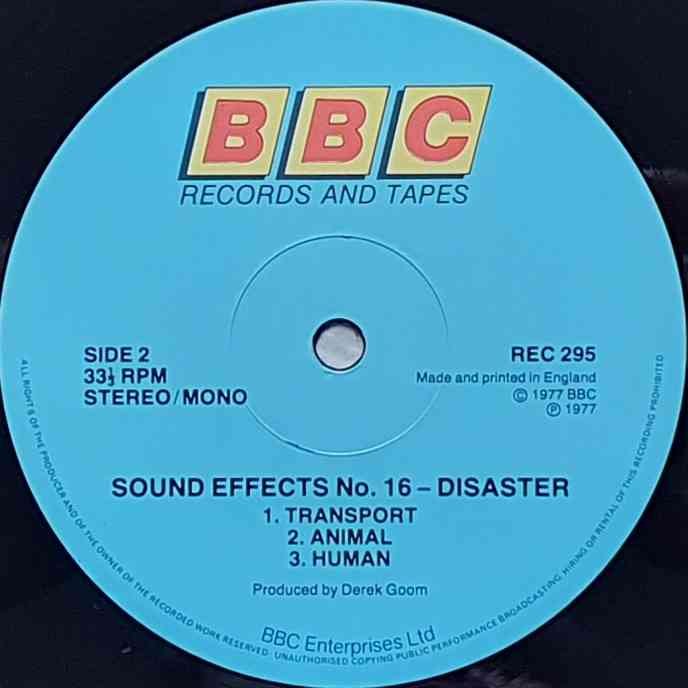 BBC
RECORDS AND TAPES
SIDE 2
33⅓ RPM
STEREO/MONO
REC 295
Made and printed in England
© 1977 BBC
℗ 1977
SOUND EFFECTS No. 16 – DISASTER
1. TRANSPORT
2. ANIMAL
3. HUMAN
Produced by Derek Goom
BBC Enterprises Ltd
ALL RIGHTS OF THE PRODUCER AND OF THE OWNER OF THE RECORDED WORK RESERVED. UNAUTHORISED COPYING PUBLIC PERFORMANCE BROADCASTING, HIRING OR RENTAL OF THIS RECORDING PROHIBITED